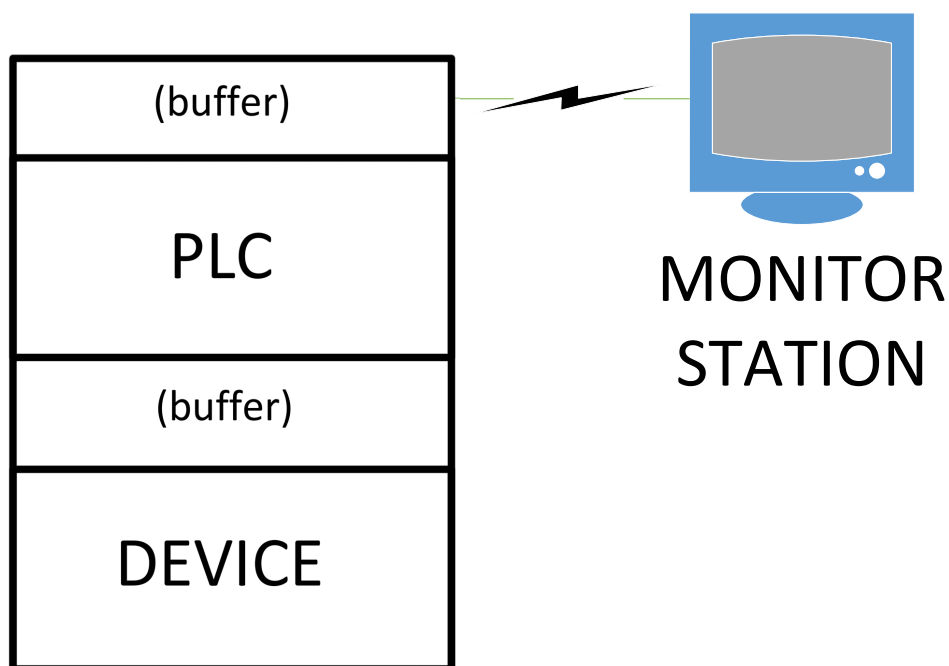 (buffer)
PLC
(buffer)
DEVICE
MONITOR
STATION